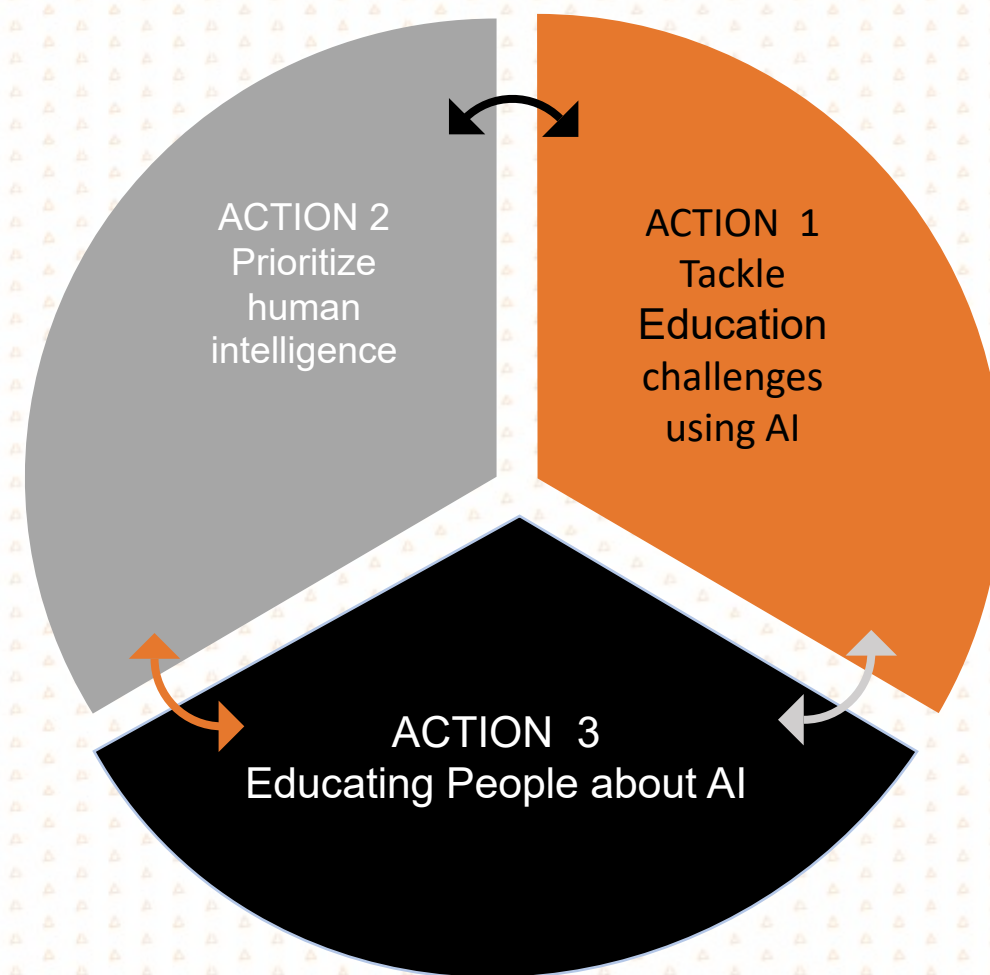 ACTION 2
Prioritize
human
intelligence
ACTION 1
Tackle
Education
challenges
using AI
ACTION 3
Educating People about AI